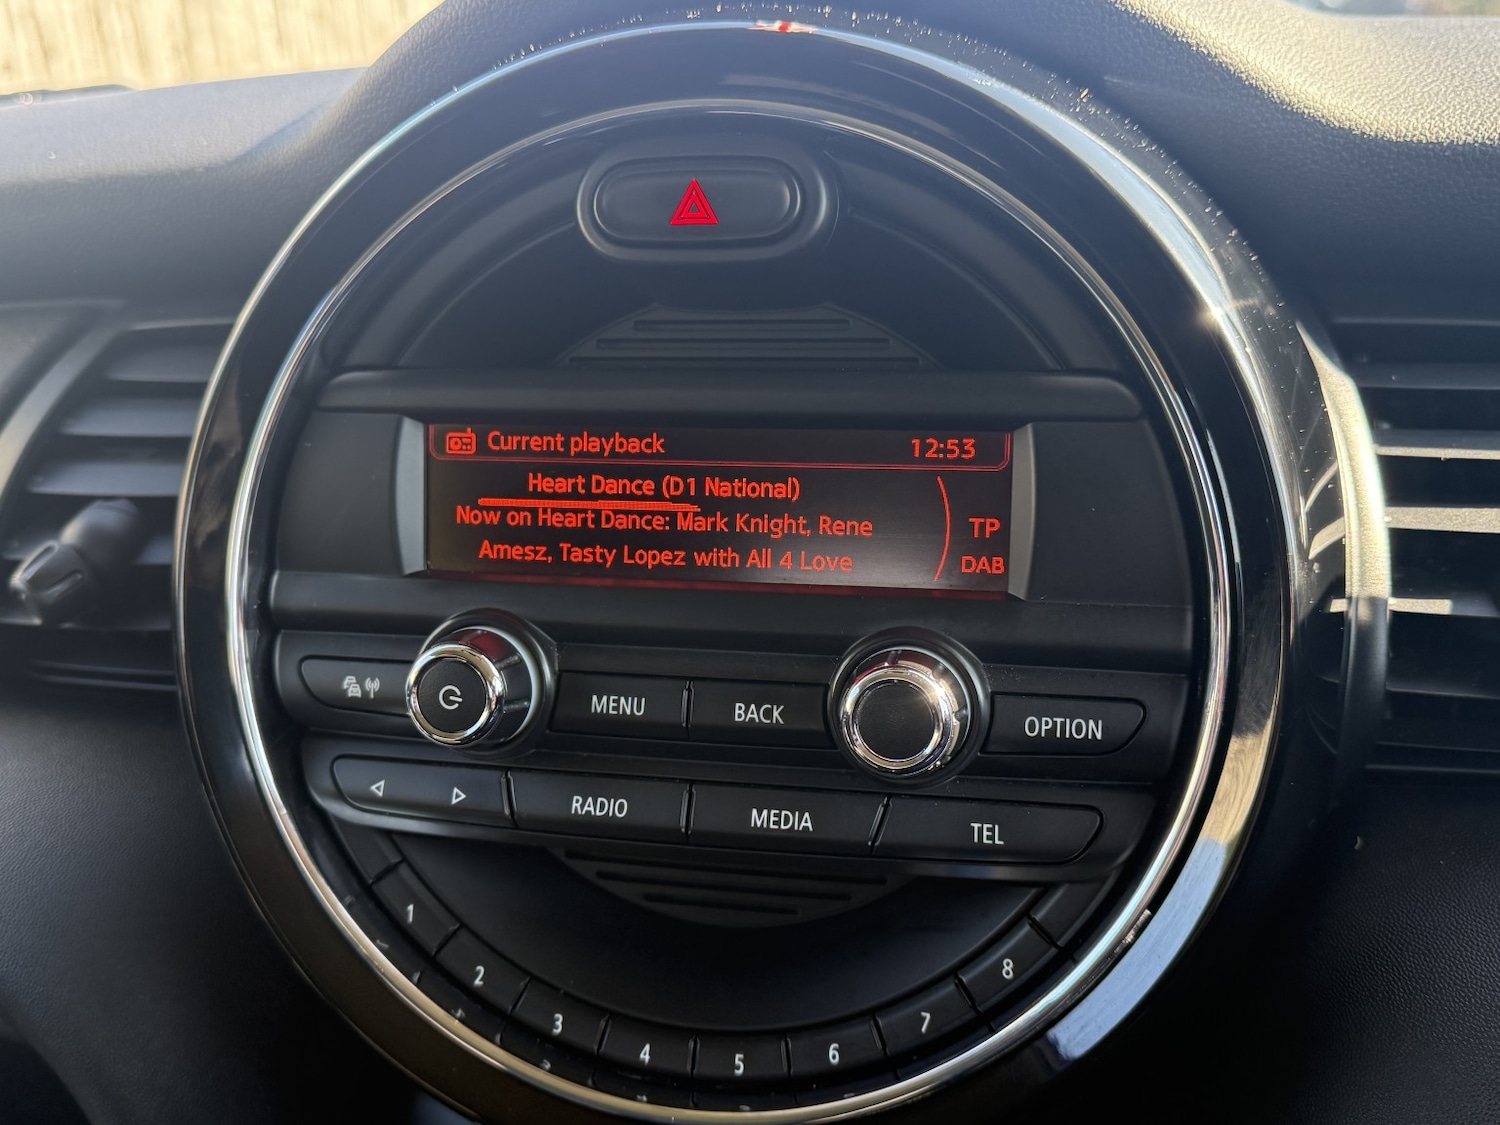 Current playback 12:53
Heart Dance (D1 National)
Now on Heart Dance: Mark Knight, Rene
Amesz, Tasty Lopez with All 4 Love
TP
DAB
MENU
BACK
OPTION
RADIO
MEDIA
TEL
1
2
3
4
5
6
7
8